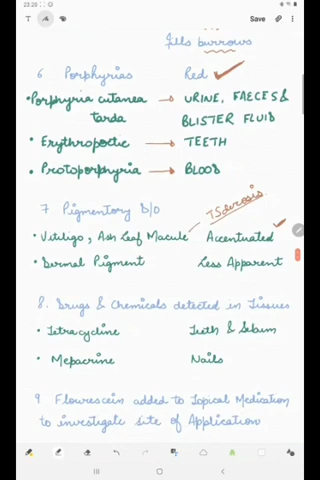 23:25
Save
fills burrows
6 Porphyrias Red
• Porphyria cutanea tarda → URINE, FAECES & BLISTER FLUID
• Erythropoetic → TEETH
• Protoporphyria → BLOOD
7 Pigmentory D/O
TSclerosis
• Vitiligo, Ash Leaf Macule Accentuated
• Dermal Pigment Less Apparent
8. Drugs & Chemicals detected in Tissues
• Tetracycline Teeth & Sebum
• Mepacrine Nails
9 Flourescein added to Topical Medication
to investigate site of Application